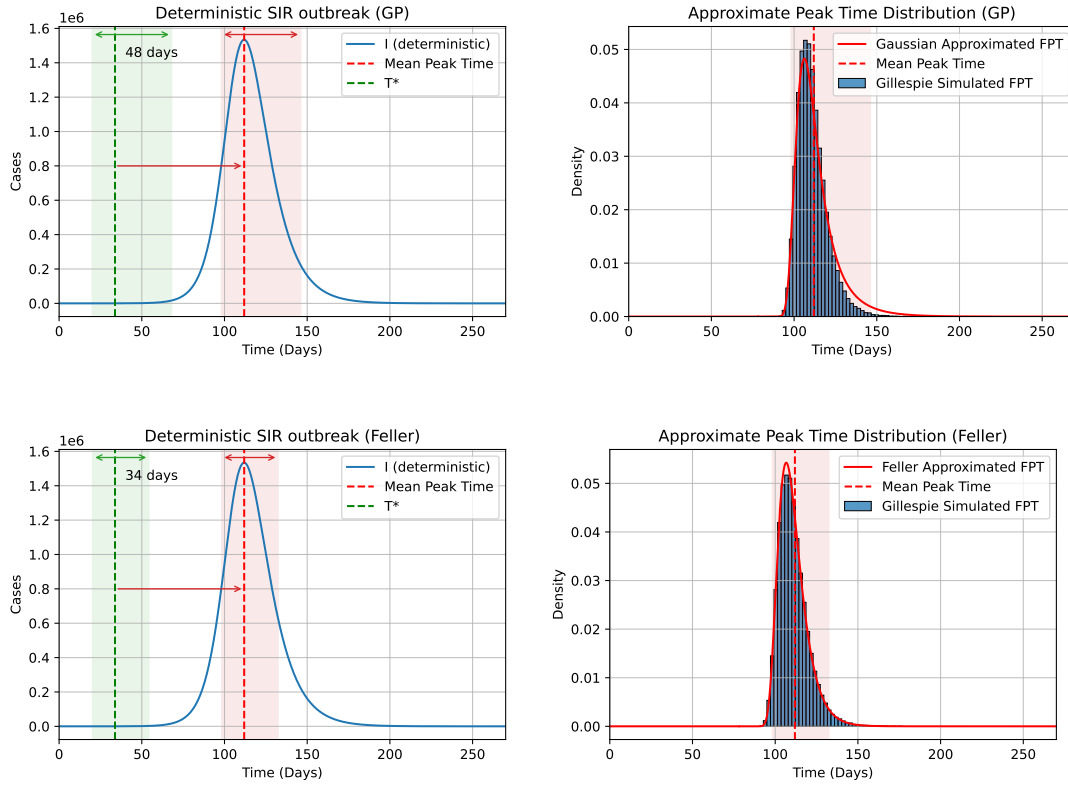 Deterministic SIR outbreak (GP)
1e6
48 days
I (deterministic)
Mean Peak Time
T*
1.6
1.4
1.2
1.0
0.8
0.6
0.4
0.2
0.0
Cases
0 50 100 150 200 250
Time (Days)
Approximate Peak Time Distribution (GP)
Gaussian Approximated FPT
Mean Peak Time
Gillespie Simulated FPT
0.05
0.04
0.03
0.02
0.01
0.00
Density
0 50 100 150 200 250
Time (Days)
Deterministic SIR outbreak (Feller)
1e6
34 days
I (deterministic)
Mean Peak Time
T*
1.6
1.4
1.2
1.0
0.8
0.6
0.4
0.2
0.0
Cases
0 50 100 150 200 250
Time (Days)
Approximate Peak Time Distribution (Feller)
Feller Approximated FPT
Mean Peak Time
Gillespie Simulated FPT
0.05
0.04
0.03
0.02
0.01
0.00
Density
0 50 100 150 200 250
Time (Days)